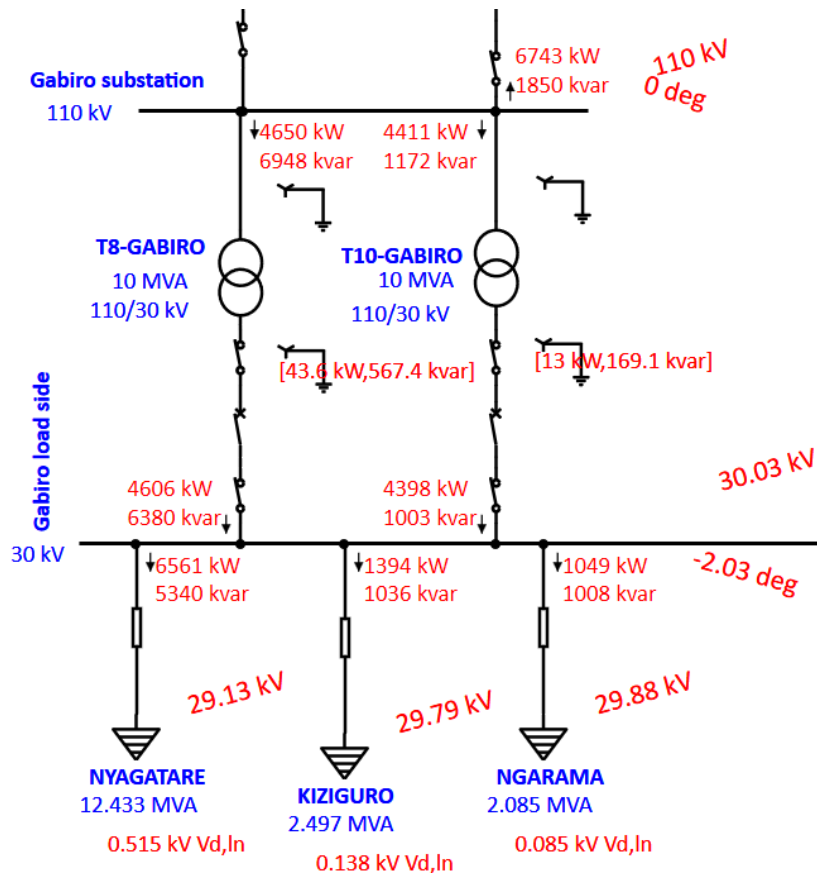 6743 kW
1850 kvar
110 kV
0 deg
Gabiro substation
110 kV
4650 kW
6948 kvar
4411 kW
1172 kvar
T8-GABIRO
10 MVA
110/30 kV
T10-GABIRO
10 MVA
110/30 kV
[43.6 kW,567.4 kvar]
[13 kW,169.1 kvar]
Gabiro load side
30.03 kV
4606 kW
6380 kvar
4398 kW
1003 kvar
30 kV
-2.03 deg
6561 kW
5340 kvar
1394 kW
1036 kvar
1049 kW
1008 kvar
29.13 kV
29.79 kV
29.88 kV
NYAGATARE
12.433 MVA
0.515 kV Vd,ln
KIZIGURO
2.497 MVA
0.138 kV Vd,ln
NGARAMA
2.085 MVA
0.085 kV Vd,ln